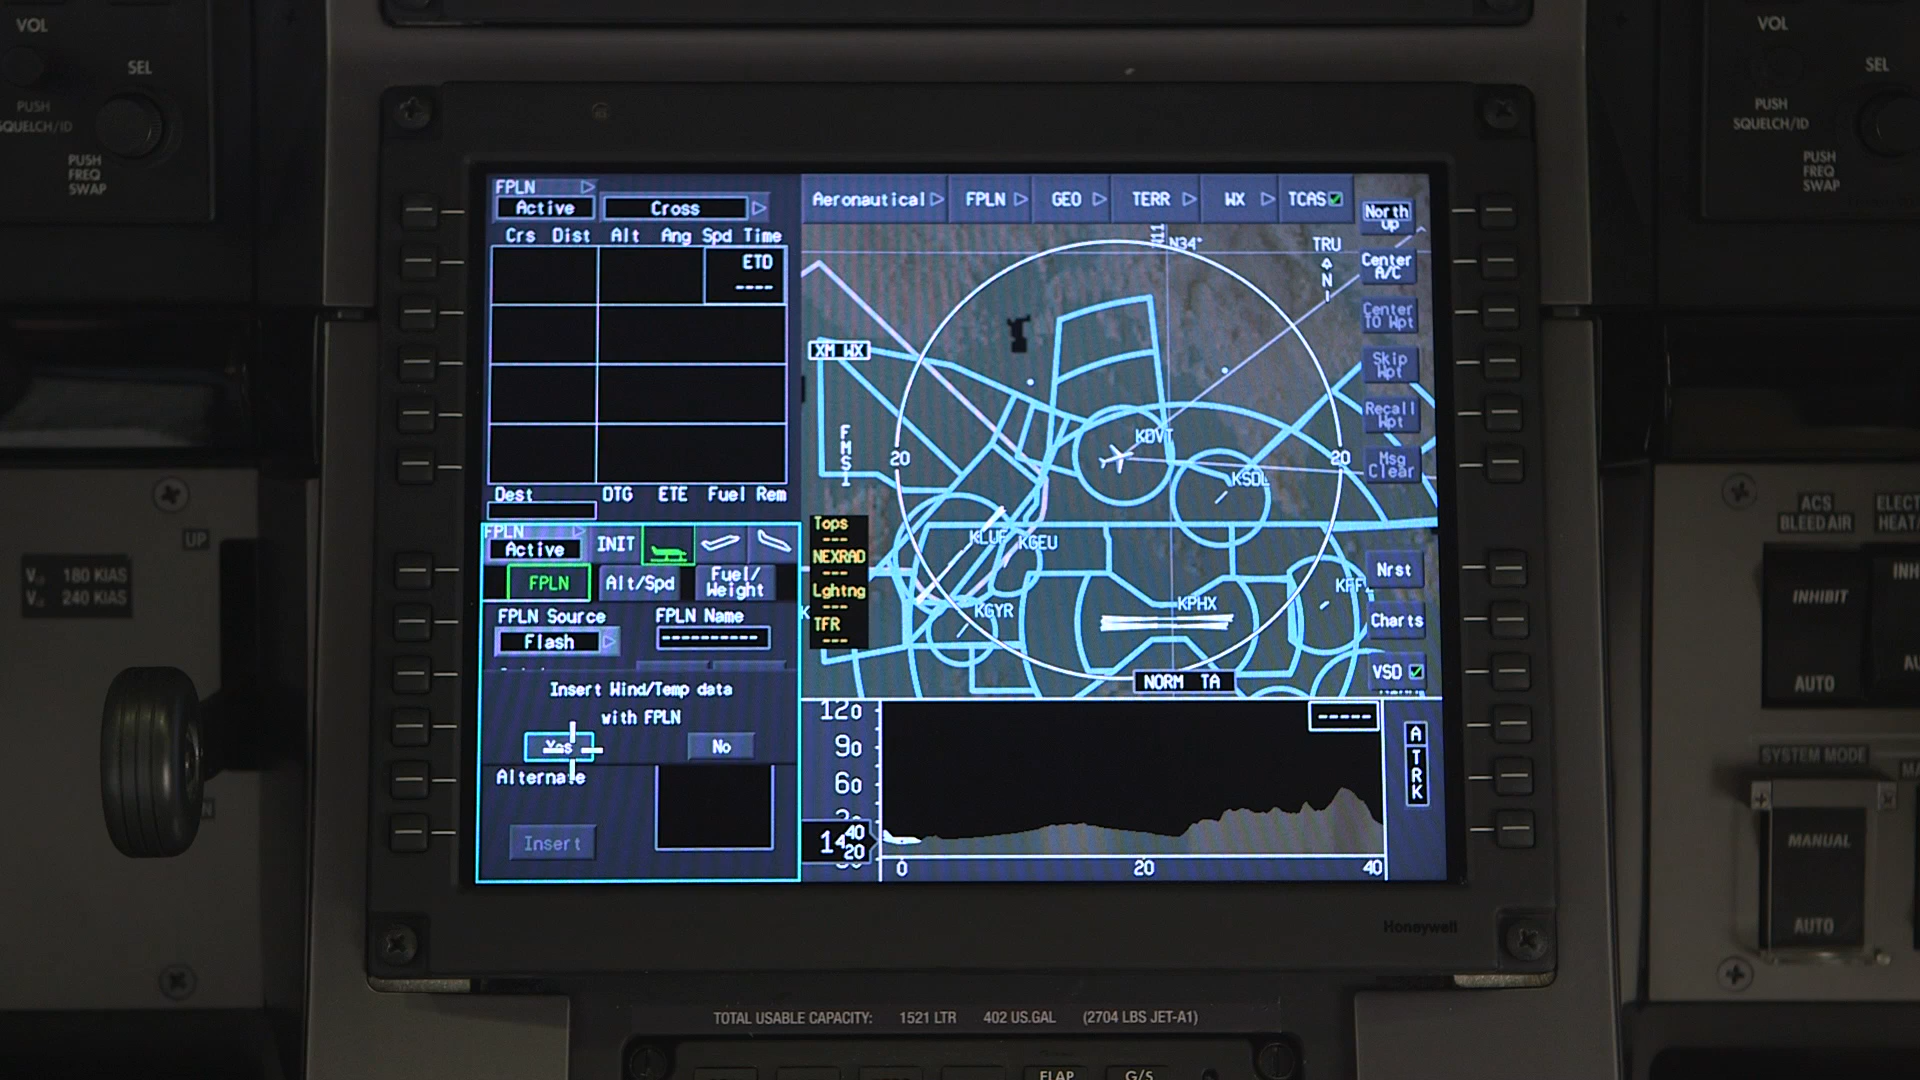 VOL
SEL
PUSH
SQUELCH/ID
PUSH
FREQ
SWAP
UP
180 KIAS
240 KIAS
FPLN
Active
Cross
Crs Dist Alt Ang Spd Time
ETD
----
Dest DTG ETE Fuel Rem
FPLN
Active
INIT
FPLN
Alt/Spd
Fuel/
Weight
FPLN Source
FPLN Name
Flash
----------
Insert Wind/Temp data
with FPLN
Yes
No
Alternate
Insert
Aeronautical
FPLN
GEO
TERR
WX
TCAS
N34°
TRU
N
XM WX
FMS1
20
20
KDVT
KSDL
KLUF
KGEU
KGYR
KPHX
Tops
---
NEXRAD
---
Lghtng
---
TFR
---
NORM TA
North
Up
Center
A/C
Center
TO Wpt
Skip
Wpt
Recall
Wpt
Msg
Clear
Nrst
Charts
VSD
120
90
60
14
40
20
-----
0
20
40
ATRK
Honeywell
TOTAL USABLE CAPACITY: 1521 LTR 402 US.GAL (2704 LBS JET-A1)
FLAP
G/S
VOL
SEL
PUSH
SQUELCH/ID
PUSH
FREQ
SWAP
ACS
BLEED AIR
INHIBIT
AUTO
SYSTEM MODE
MANUAL
AUTO